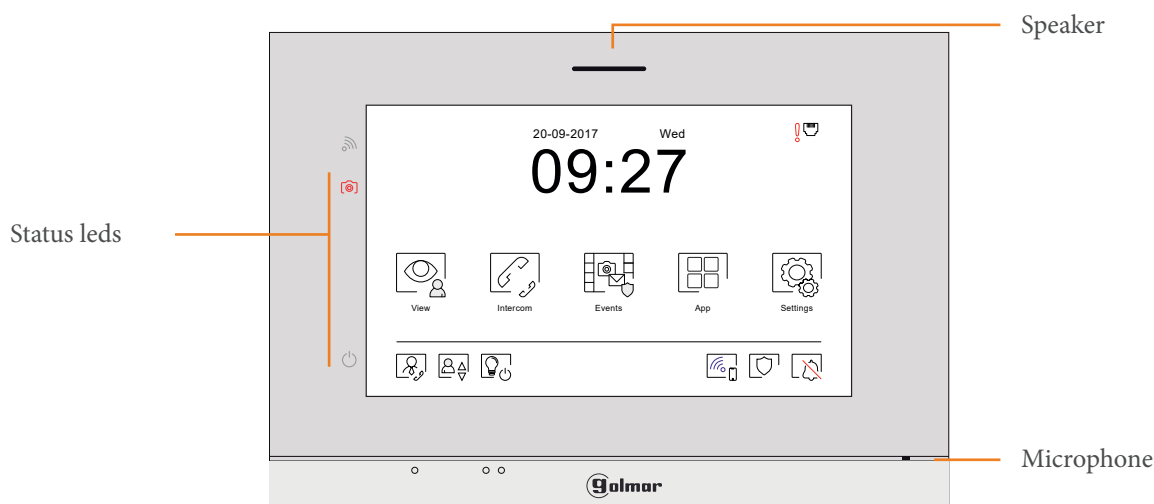 Speaker
20-09-2017 Wed
09:27
Status leds
View Intercom Events App Settings
Microphone
golmar